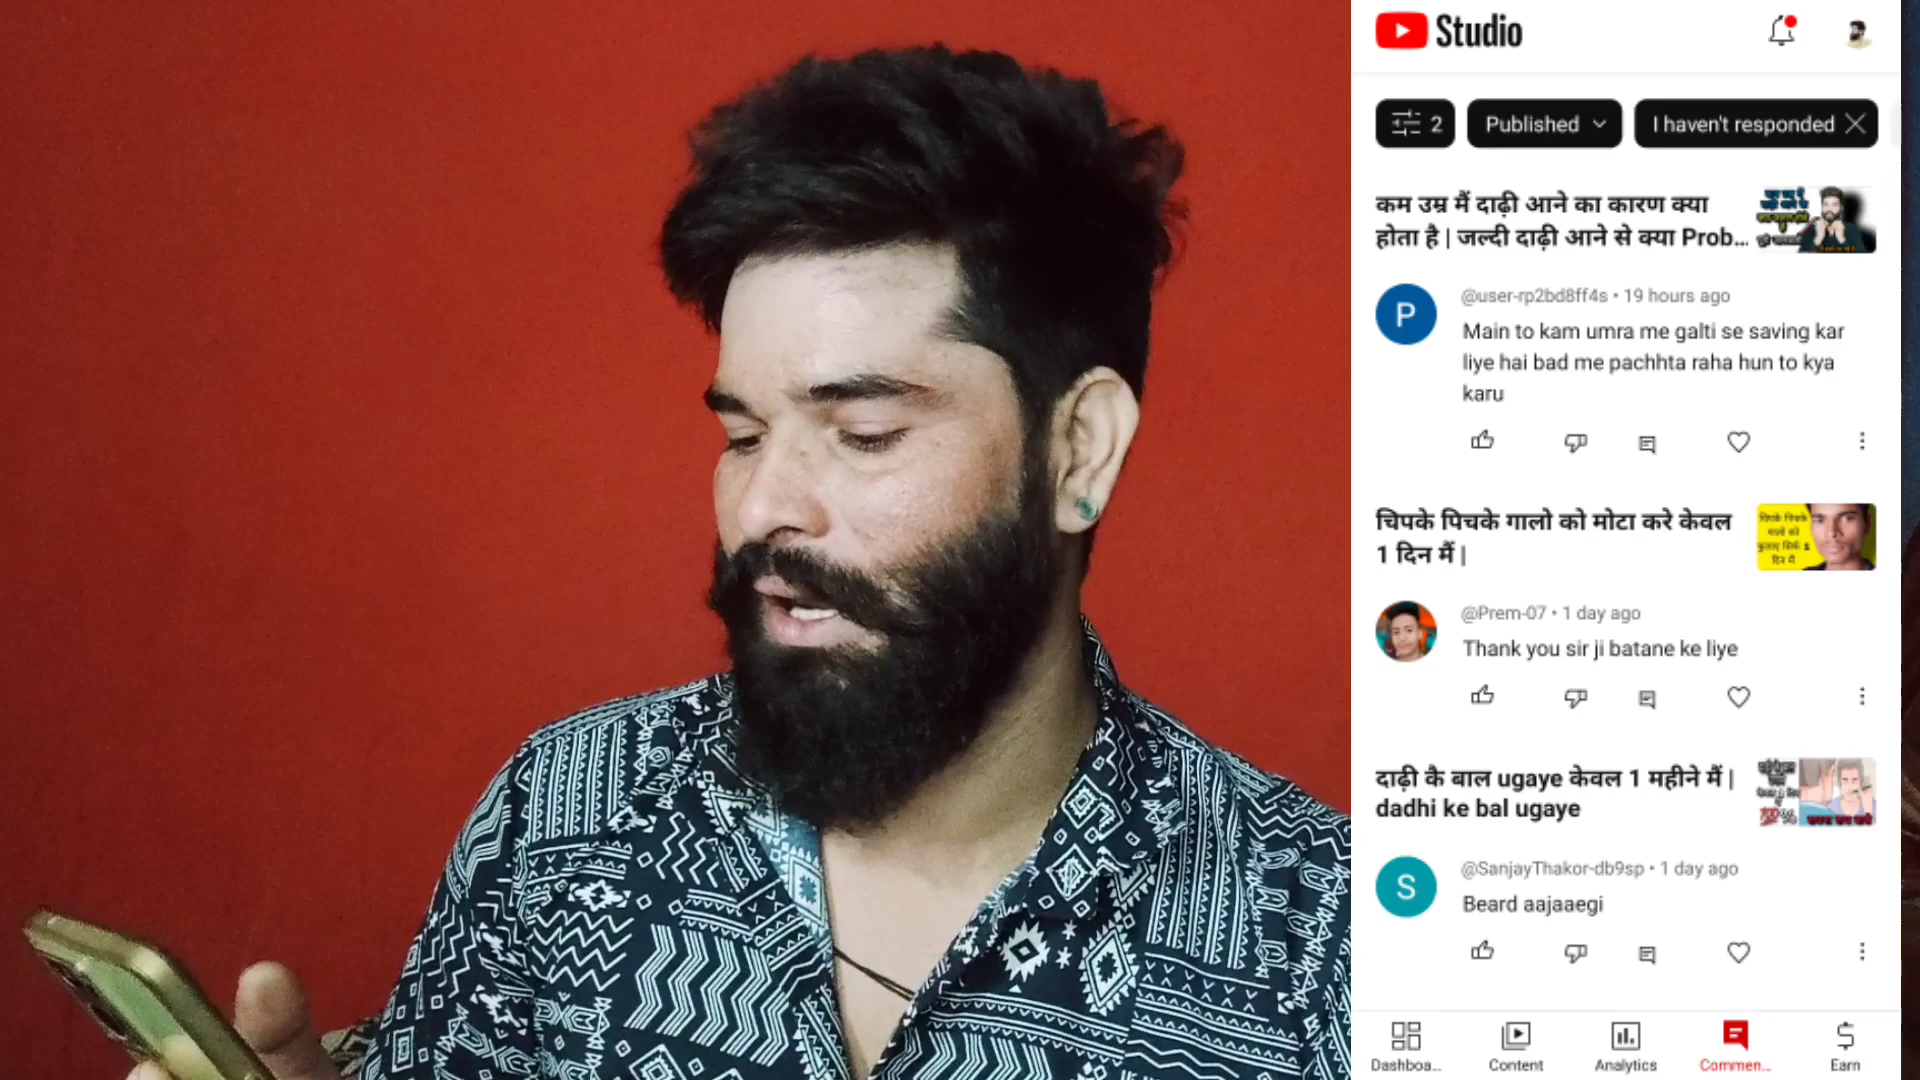 Studio
2
Published
I haven't responded
कम उम्र मैं दाढ़ी आने का कारण क्या
होता है | जल्दी दाढ़ी आने से क्या Prob...
P
@user-rp2bd8ff4s • 19 hours ago
Main to kam umra me galti se saving kar
liye hai bad me pachhta raha hun to kya
karu
चिपके पिचके गालो को मोटा करे केवल
1 दिन मैं |
चिपके पिचके
गालो को
फुलाए सिर्फ 1
दिन मैं
@Prem-07 • 1 day ago
Thank you sir ji batane ke liye
दाढ़ी कै बाल ugaye केवल 1 महीने मैं |
dadhi ke bal ugaye
S
@SanjayThakor-db9sp • 1 day ago
Beard aajaaegi
Dashboa...
Content
Analytics
Commen...
Earn